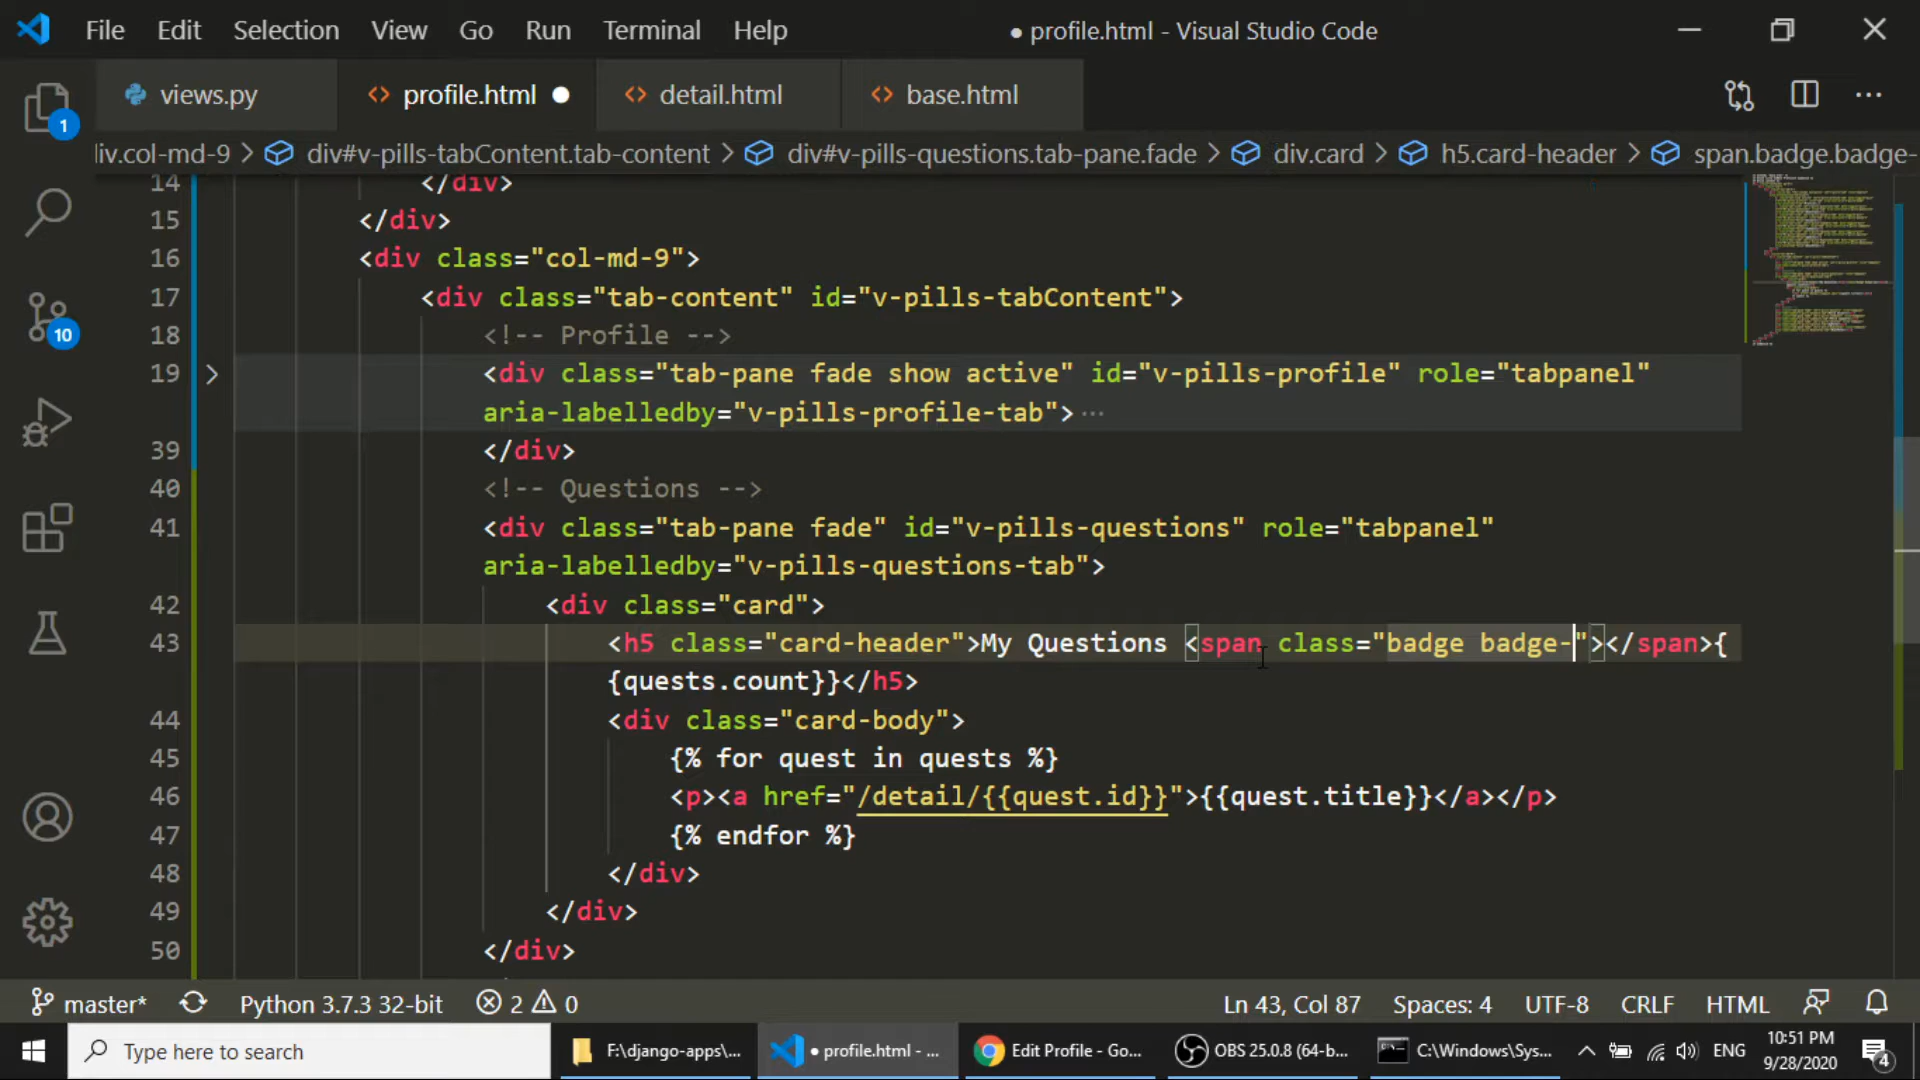 File Edit Selection View Go Run Terminal Help ● profile.html - Visual Studio Code
views.py profile.html ● detail.html base.html
div.col-md-9 > div#v-pills-tabContent.tab-content > div#v-pills-questions.tab-pane.fade > div.card > h5.card-header > span.badge.badge-
14 </div>
15 </div>
16 <div class="col-md-9">
17 <div class="tab-content" id="v-pills-tabContent">
18 <!-- Profile -->
19 <div class="tab-pane fade show active" id="v-pills-profile" role="tabpanel"
aria-labelledby="v-pills-profile-tab">···
39 </div>
40 <!-- Questions -->
41 <div class="tab-pane fade" id="v-pills-questions" role="tabpanel"
aria-labelledby="v-pills-questions-tab">
42 <div class="card">
43 <h5 class="card-header">My Questions <span class="badge badge-"></span>{
{quests.count}}</h5>
44 <div class="card-body">
45 {% for quest in quests %}
46 <p><a href="/detail/{{quest.id}}">{{quest.title}}</a></p>
47 {% endfor %}
48 </div>
49 </div>
50 </div>
1
10
master* Python 3.7.3 32-bit 2 0 Ln 43, Col 87 Spaces: 4 UTF-8 CRLF HTML
Type here to search F:\django-apps\... ● profile.html - ... Edit Profile - Go... OBS 25.0.8 (64-b... C:\Windows\Sys... ENG 10:51 PM
9/28/2020 4